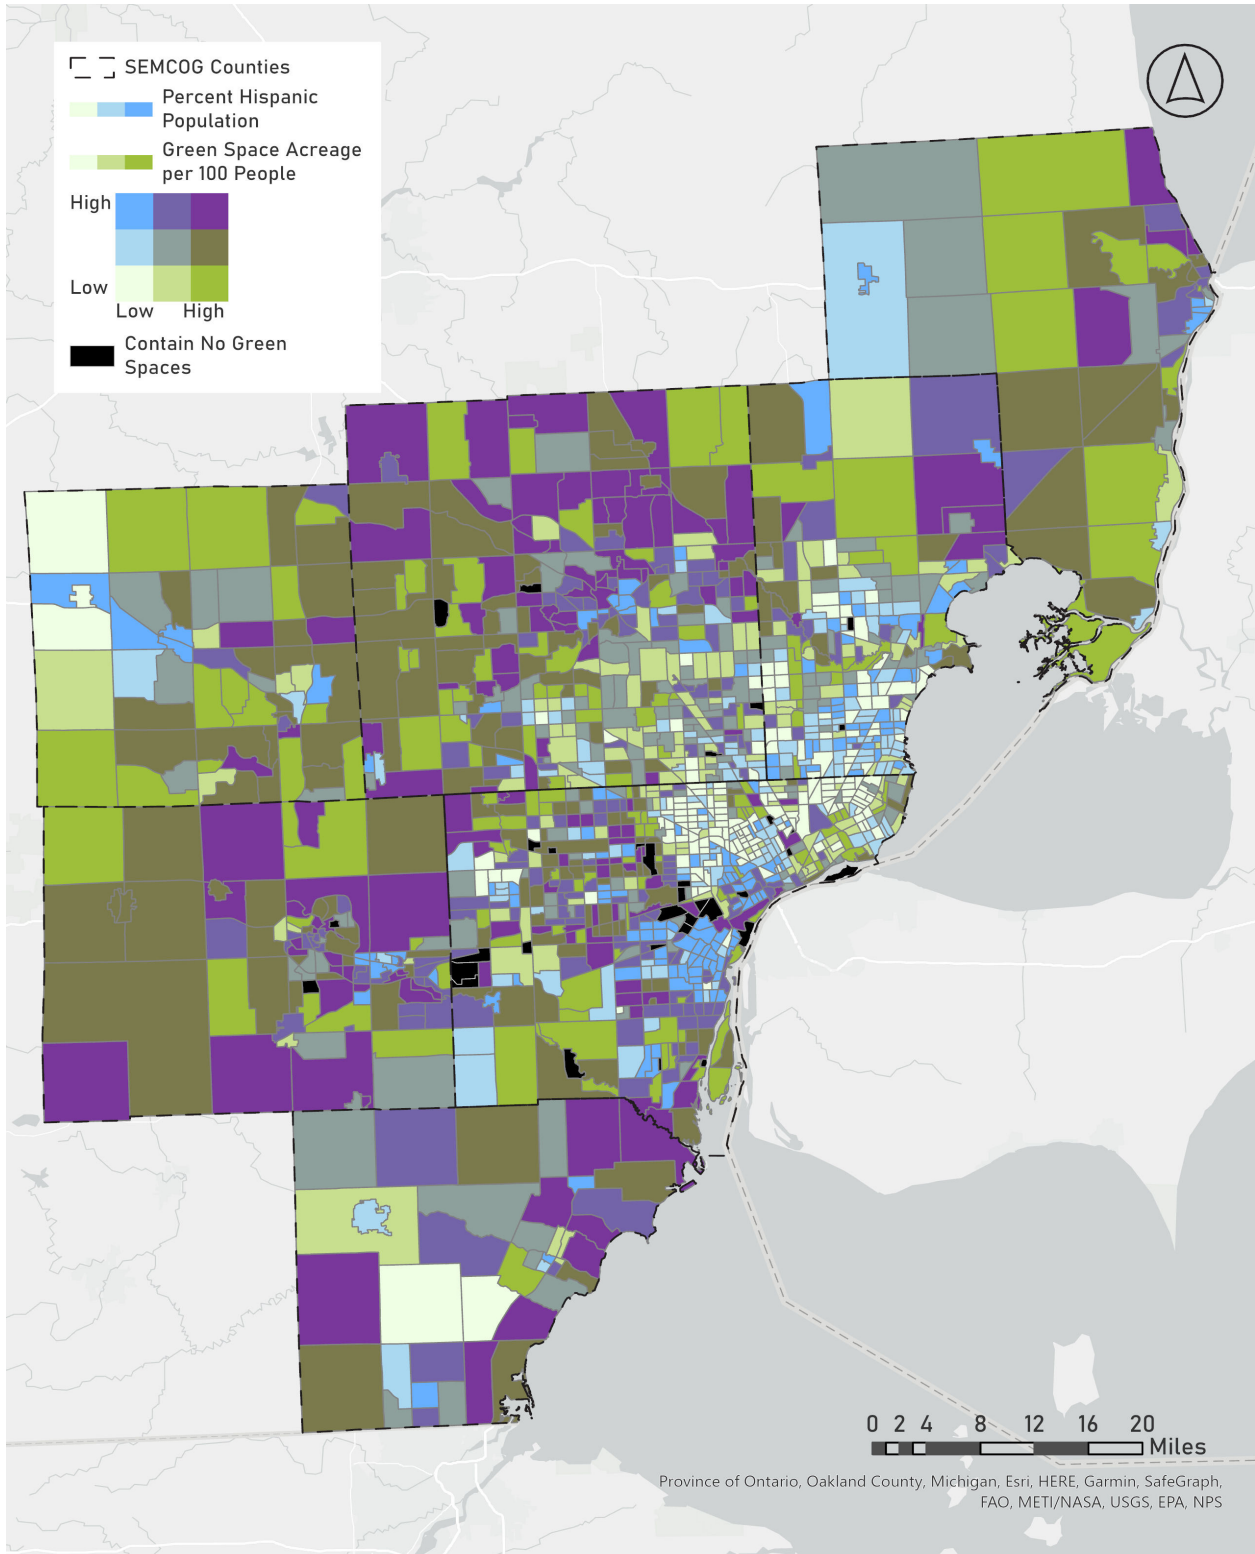 SEMCOG Counties
Percent Hispanic
Population
Green Space Acreage
per 100 People
High
Low
Low High
Contain No Green
Spaces
0 2 4 8 12 16 20
Miles
Province of Ontario, Oakland County, Michigan, Esri, HERE, Garmin, SafeGraph,
FAO, METI/NASA, USGS, EPA, NPS